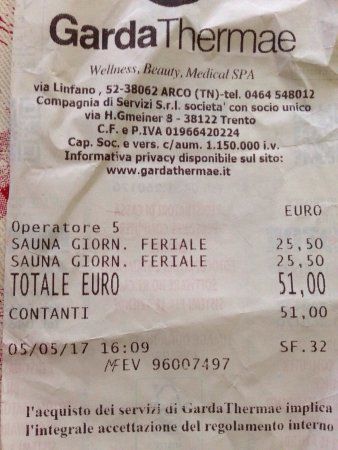 GardaThermae
Wellness, Beauty, Medical SPA
via Linfano , 52-38062 ARCO (TN)-tel. 0464 548012
Compagnia di Servizi S.r.l. societa' con socio unico
via H.Gmeiner 8 - 38122 Trento
C.F. e P.IVA 01966420224
Cap. Soc. e vers. c/aum. 1.150.000 i.v.
Informativa privacy disponibile sul sito:
www.gardathermae.it
EURO
Operatore 5
SAUNA GIORN. FERIALE 25,50
SAUNA GIORN. FERIALE 25,50
TOTALE EURO 51,00
CONTANTI 51,00
05/05/17 16:09 SF.32
MFEV 96007497
l'acquisto dei servizi di GardaThermae implica
l'integrale accettazione del regolamento interno